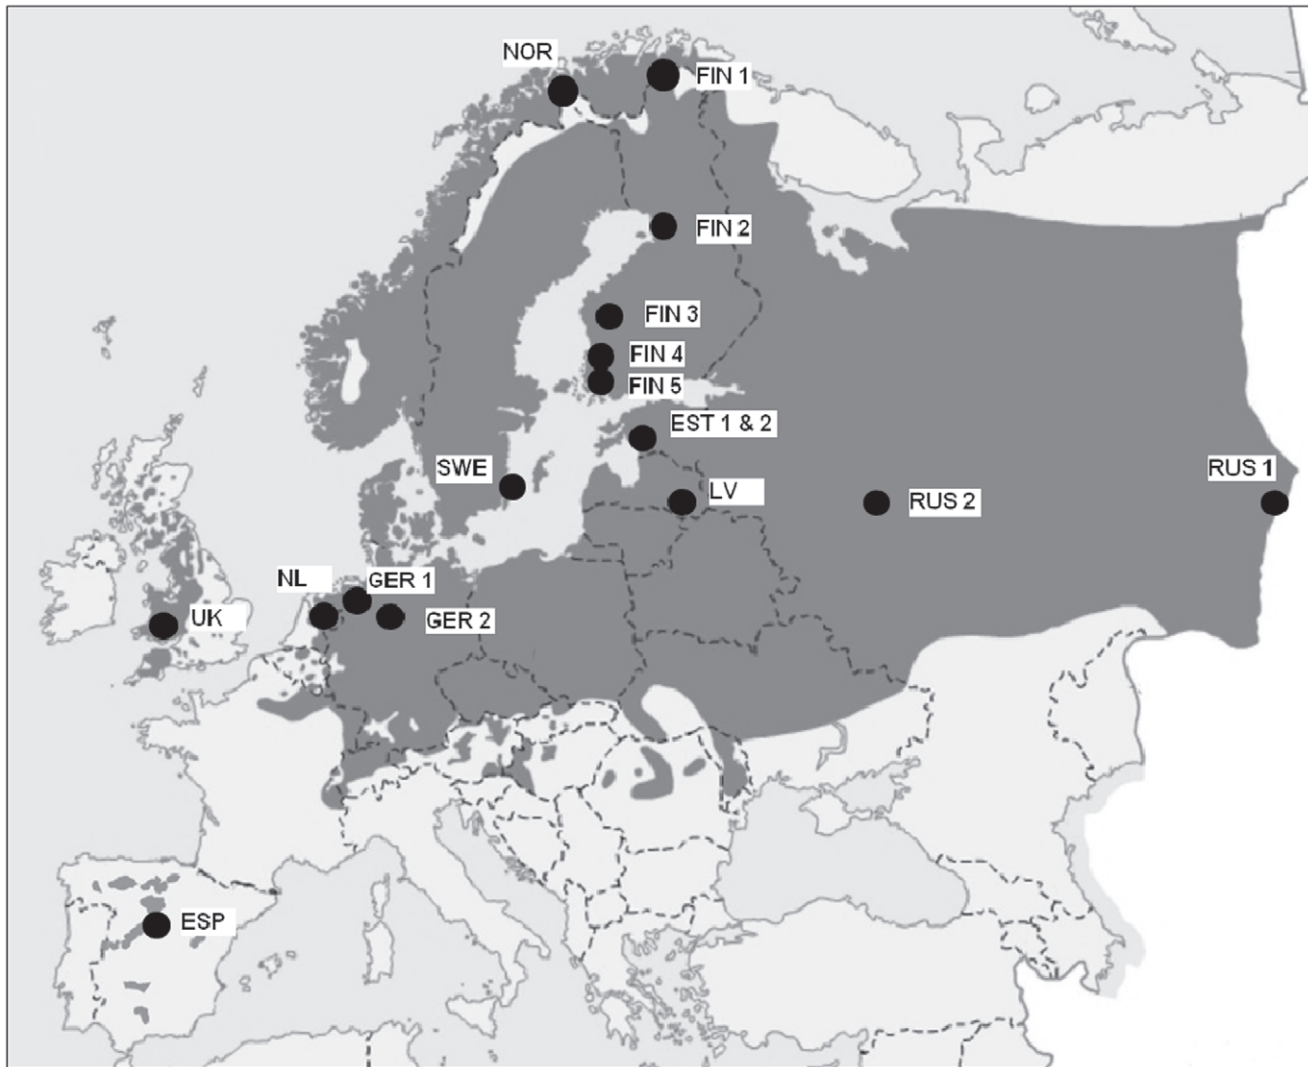 NOR
FIN 1
FIN 2
FIN 3
FIN 4
FIN 5
EST 1 & 2
SWE
LV
RUS 2
RUS 1
NL
GER 1
GER 2
UK
ESP